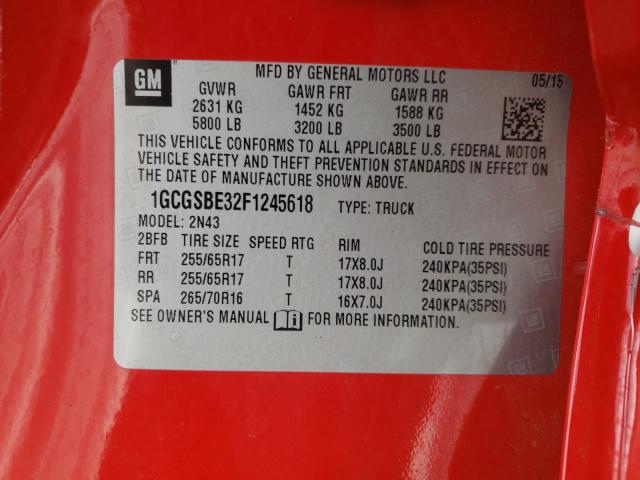 GM
MFD BY GENERAL MOTORS LLC 05/15
GVWR GAWR FRT GAWR RR
2631 KG 1452 KG 1588 KG
5800 LB 3200 LB 3500 LB
THIS VEHICLE CONFORMS TO ALL APPLICABLE U.S. FEDERAL MOTOR
VEHICLE SAFETY AND THEFT PREVENTION STANDARDS IN EFFECT ON
THE DATE OF MANUFACTURE SHOWN ABOVE.
1GCGSBE32F1245618 TYPE: TRUCK
MODEL: 2N43
2BFB TIRE SIZE SPEED RTG RIM COLD TIRE PRESSURE
FRT 255/65R17 T 17X8.0J 240KPA(35PSI)
RR 255/65R17 T 17X8.0J 240KPA(35PSI)
SPA 265/70R16 T 16X7.0J 240KPA(35PSI)
SEE OWNER'S MANUAL FOR MORE INFORMATION.